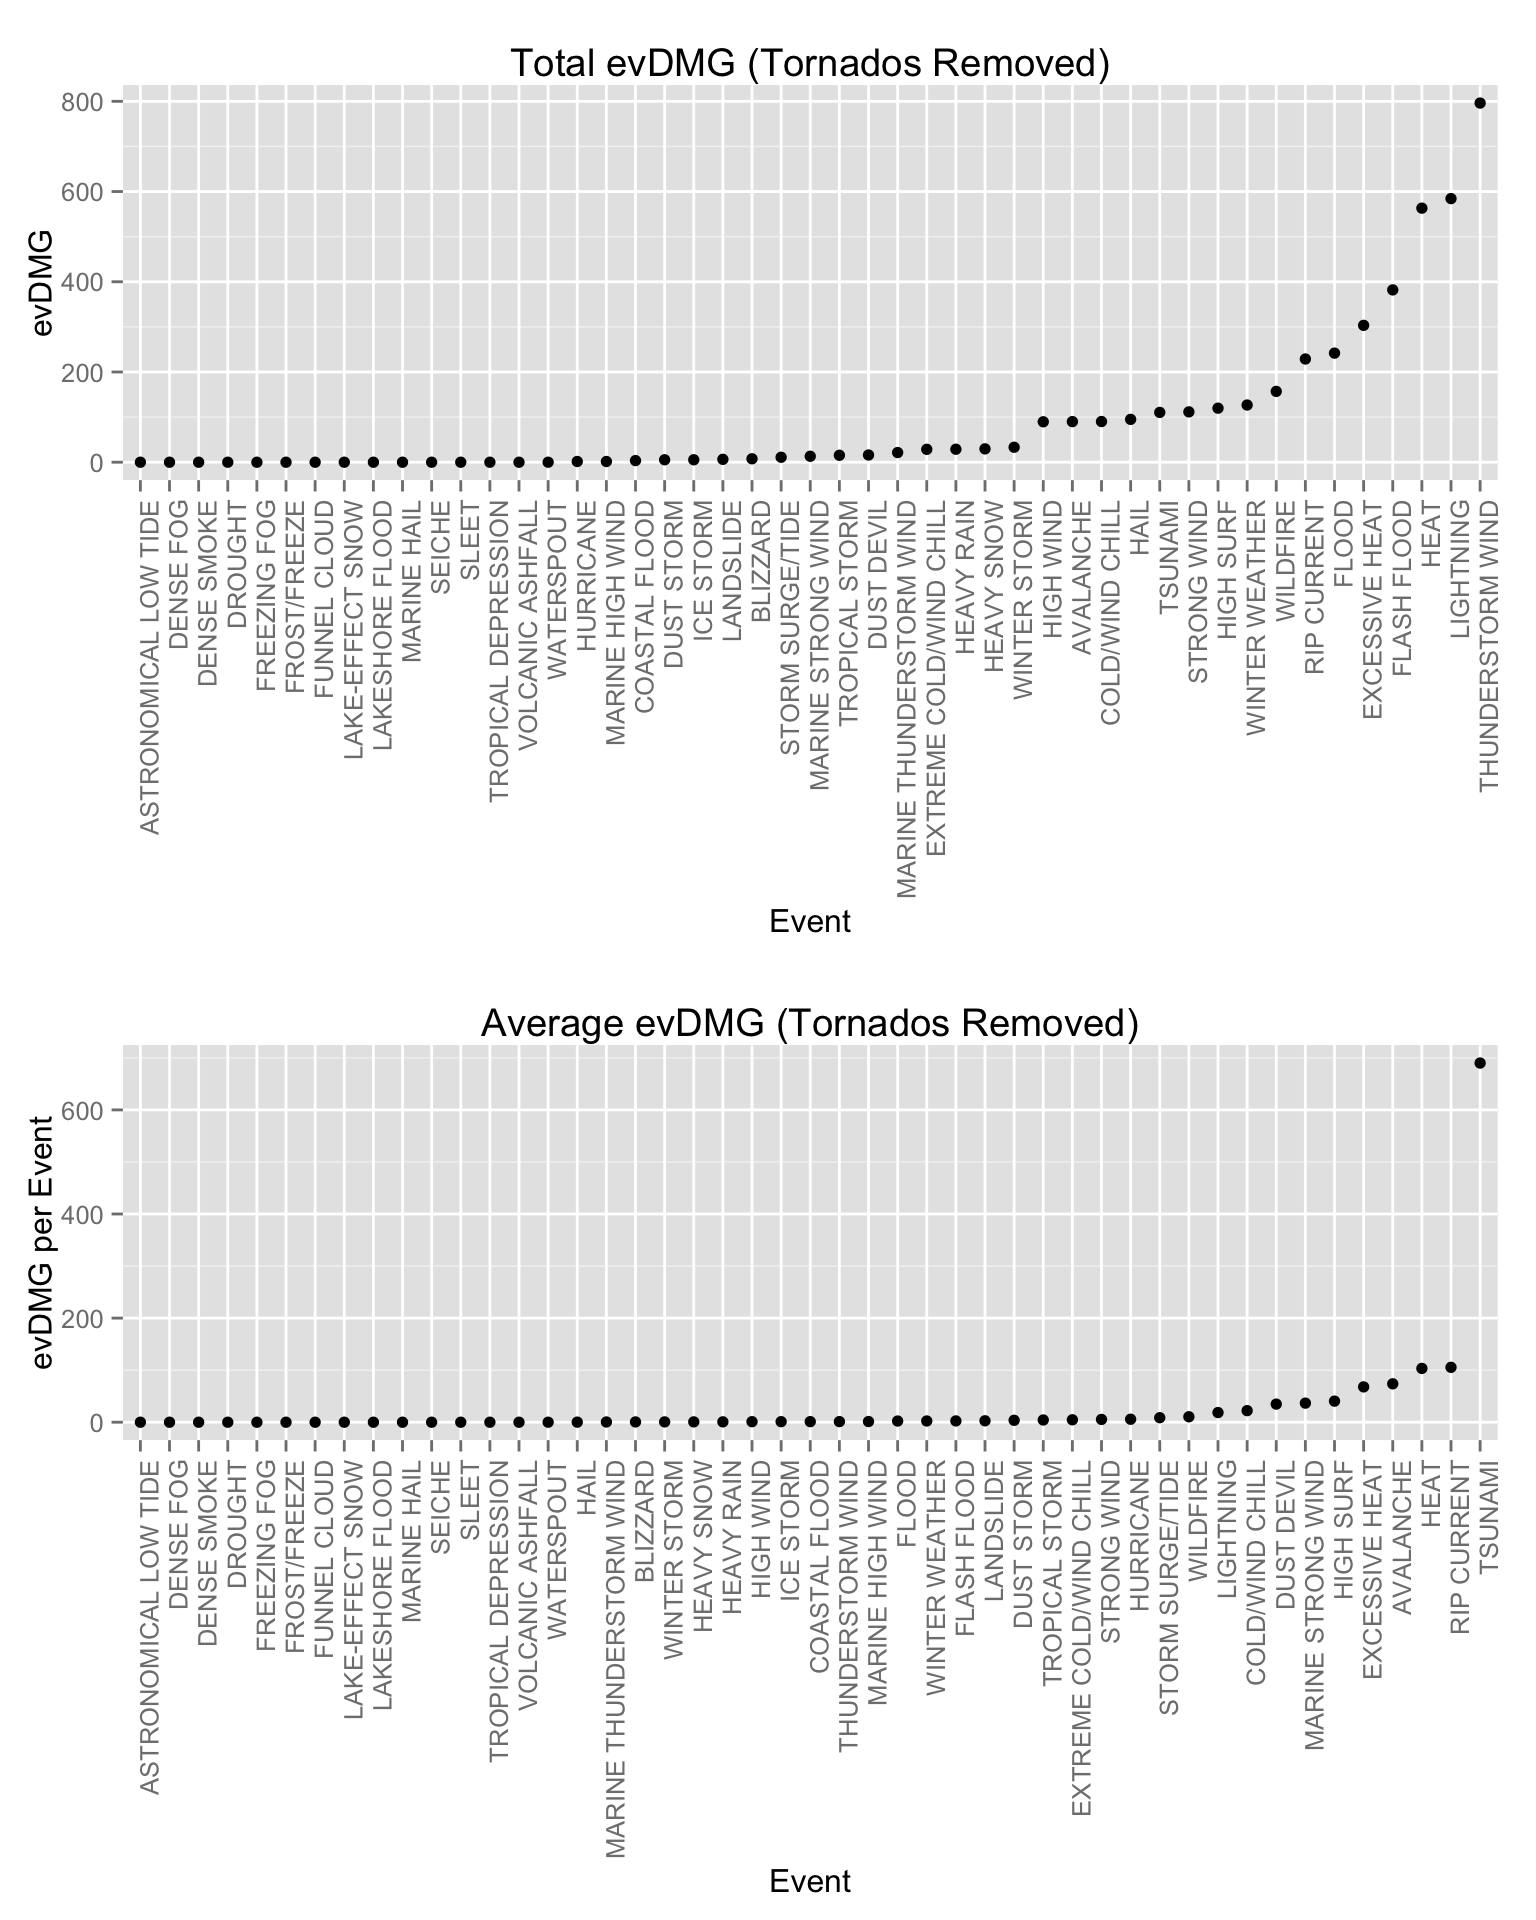 Total evDMG (Tornados Removed)
evDMG
800
600
400
200
0
ASTRONOMICAL LOW TIDE
DENSE FOG
DENSE SMOKE
DROUGHT
FREEZING FOG
FROST/FREEZE
FUNNEL CLOUD
LAKE-EFFECT SNOW
LAKESHORE FLOOD
MARINE HAIL
SEICHE
SLEET
TROPICAL DEPRESSION
VOLCANIC ASHFALL
WATERSPOUT
HURRICANE
MARINE HIGH WIND
COASTAL FLOOD
DUST STORM
ICE STORM
LANDSLIDE
BLIZZARD
STORM SURGE/TIDE
MARINE STRONG WIND
TROPICAL STORM
DUST DEVIL
MARINE THUNDERSTORM WIND
EXTREME COLD/WIND CHILL
HEAVY RAIN
HEAVY SNOW
WINTER STORM
HIGH WIND
AVALANCHE
COLD/WIND CHILL
HAIL
TSUNAMI
STRONG WIND
HIGH SURF
WINTER WEATHER
WILDFIRE
RIP CURRENT
FLOOD
EXCESSIVE HEAT
FLASH FLOOD
HEAT
LIGHTNING
THUNDERSTORM WIND
Event
Average evDMG (Tornados Removed)
evDMG per Event
600
400
200
0
ASTRONOMICAL LOW TIDE
DENSE FOG
DENSE SMOKE
DROUGHT
FREEZING FOG
FROST/FREEZE
FUNNEL CLOUD
LAKE-EFFECT SNOW
LAKESHORE FLOOD
MARINE HAIL
SEICHE
SLEET
TROPICAL DEPRESSION
VOLCANIC ASHFALL
WATERSPOUT
HAIL
MARINE THUNDERSTORM WIND
BLIZZARD
WINTER STORM
HEAVY SNOW
HEAVY RAIN
HIGH WIND
ICE STORM
COASTAL FLOOD
THUNDERSTORM WIND
MARINE HIGH WIND
FLOOD
WINTER WEATHER
FLASH FLOOD
LANDSLIDE
DUST STORM
TROPICAL STORM
EXTREME COLD/WIND CHILL
STRONG WIND
HURRICANE
STORM SURGE/TIDE
WILDFIRE
LIGHTNING
COLD/WIND CHILL
DUST DEVIL
MARINE STRONG WIND
HIGH SURF
EXCESSIVE HEAT
AVALANCHE
HEAT
RIP CURRENT
TSUNAMI
Event